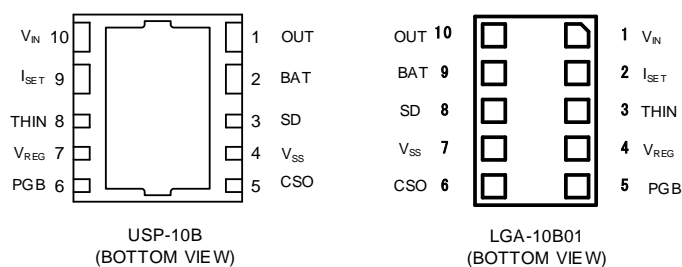 V_IN 10 1 OUT
I_SET 9 2 BAT
THIN 8 3 SD
V_REG 7 4 V_SS
PGB 6 5 CSO
USP-10B
(BOTTOM VIEW)
OUT 10 1 V_IN
BAT 9 2 I_SET
SD 8 3 THIN
V_SS 7 4 V_REG
CSO 6 5 PGB
LGA-10B01
(BOTTOM VIEW)